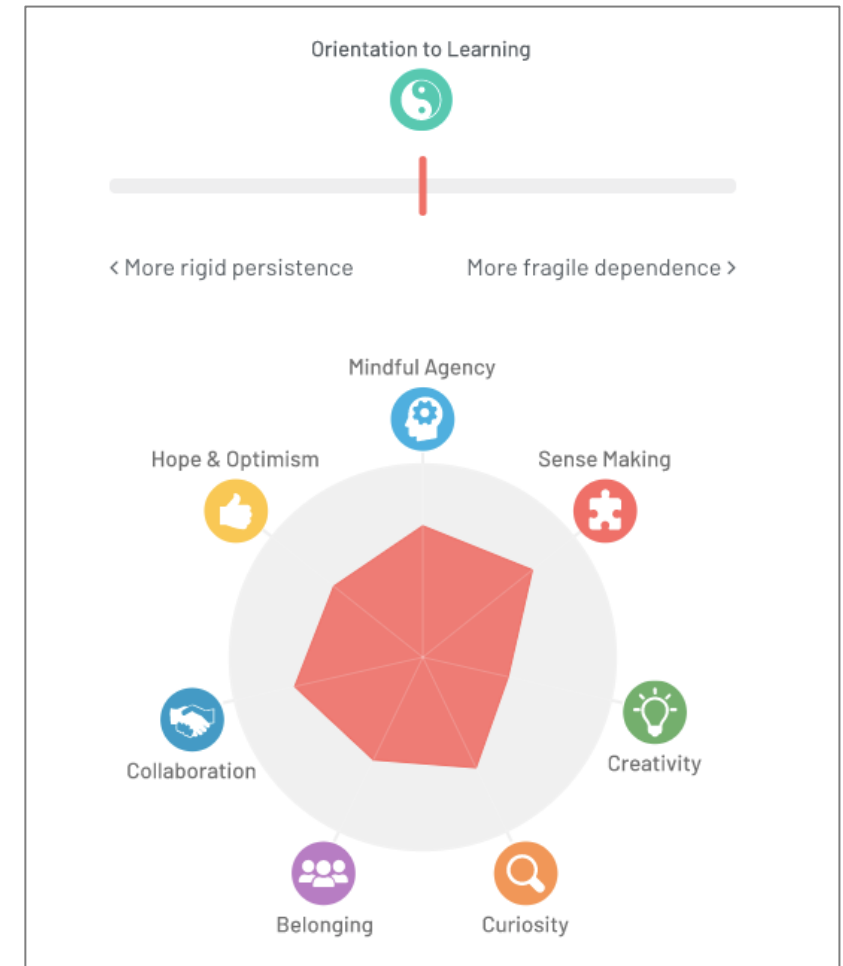 Orientation to Learning
< More rigid persistence
More fragile dependence >
Mindful Agency
Hope & Optimism
Sense Making
Collaboration
Creativity
Belonging
Curiosity